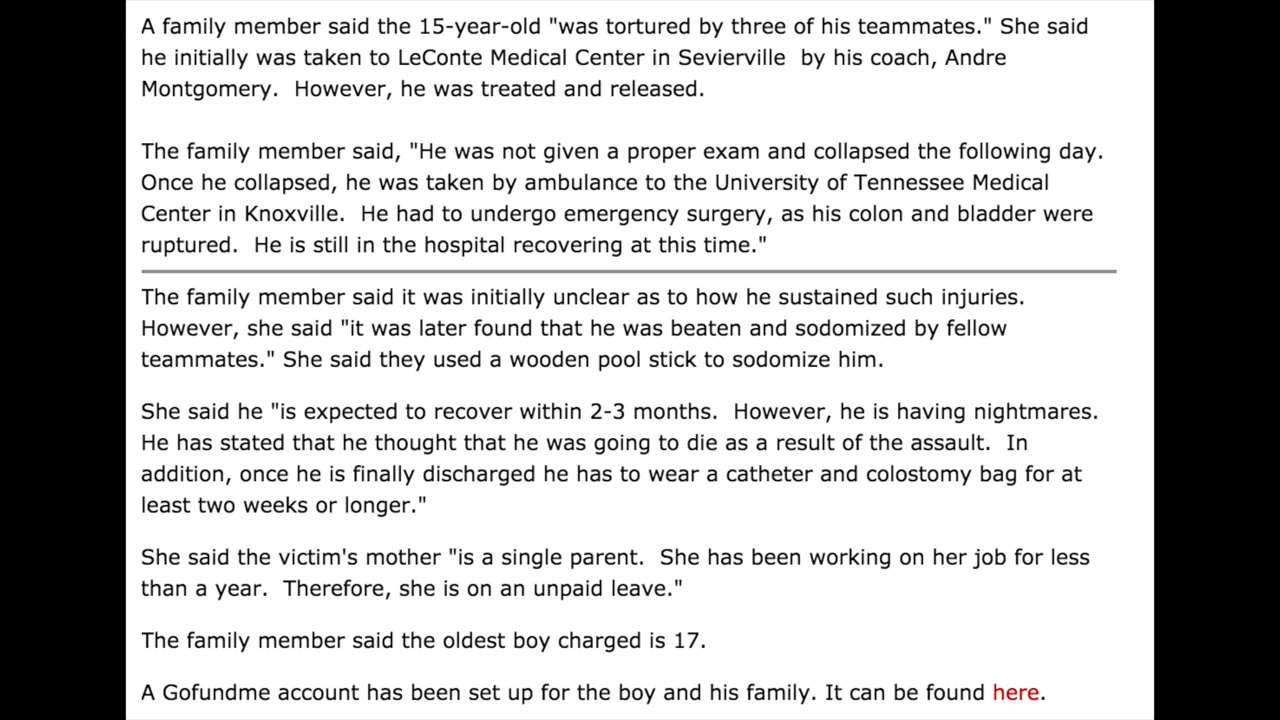 A family member said the 15-year-old "was tortured by three of his teammates." She said
he initially was taken to LeConte Medical Center in Sevierville  by his coach, Andre
Montgomery.  However, he was treated and released.
The family member said, "He was not given a proper exam and collapsed the following day.
Once he collapsed, he was taken by ambulance to the University of Tennessee Medical
Center in Knoxville.  He had to undergo emergency surgery, as his colon and bladder were
ruptured.  He is still in the hospital recovering at this time."
The family member said it was initially unclear as to how he sustained such injuries.
However, she said "it was later found that he was beaten and sodomized by fellow
teammates." She said they used a wooden pool stick to sodomize him.
She said he "is expected to recover within 2-3 months.  However, he is having nightmares.
He has stated that he thought that he was going to die as a result of the assault.  In
addition, once he is finally discharged he has to wear a catheter and colostomy bag for at
least two weeks or longer."
She said the victim's mother "is a single parent.  She has been working on her job for less
than a year.  Therefore, she is on an unpaid leave."
The family member said the oldest boy charged is 17.
A Gofundme account has been set up for the boy and his family. It can be found here.